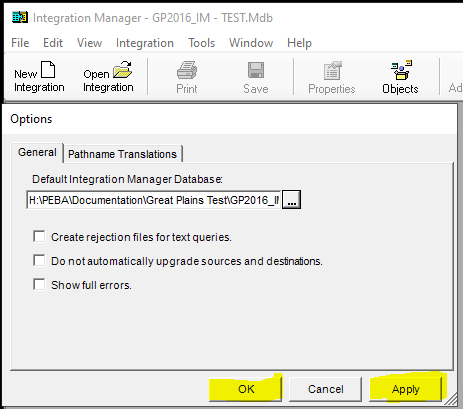 Integration Manager - GP2016_IM - TEST.Mdb
File Edit View Integration Tools Window Help
New Integration
Open Integration
Print
Save
Properties
Objects
Ad
Options
General
Pathname Translations
Default Integration Manager Database:
H:\PEBA\Documentation\Great Plains Test\GP2016_IM
...
Create rejection files for text queries.
Do not automatically upgrade sources and destinations.
Show full errors.
OK
Cancel
Apply